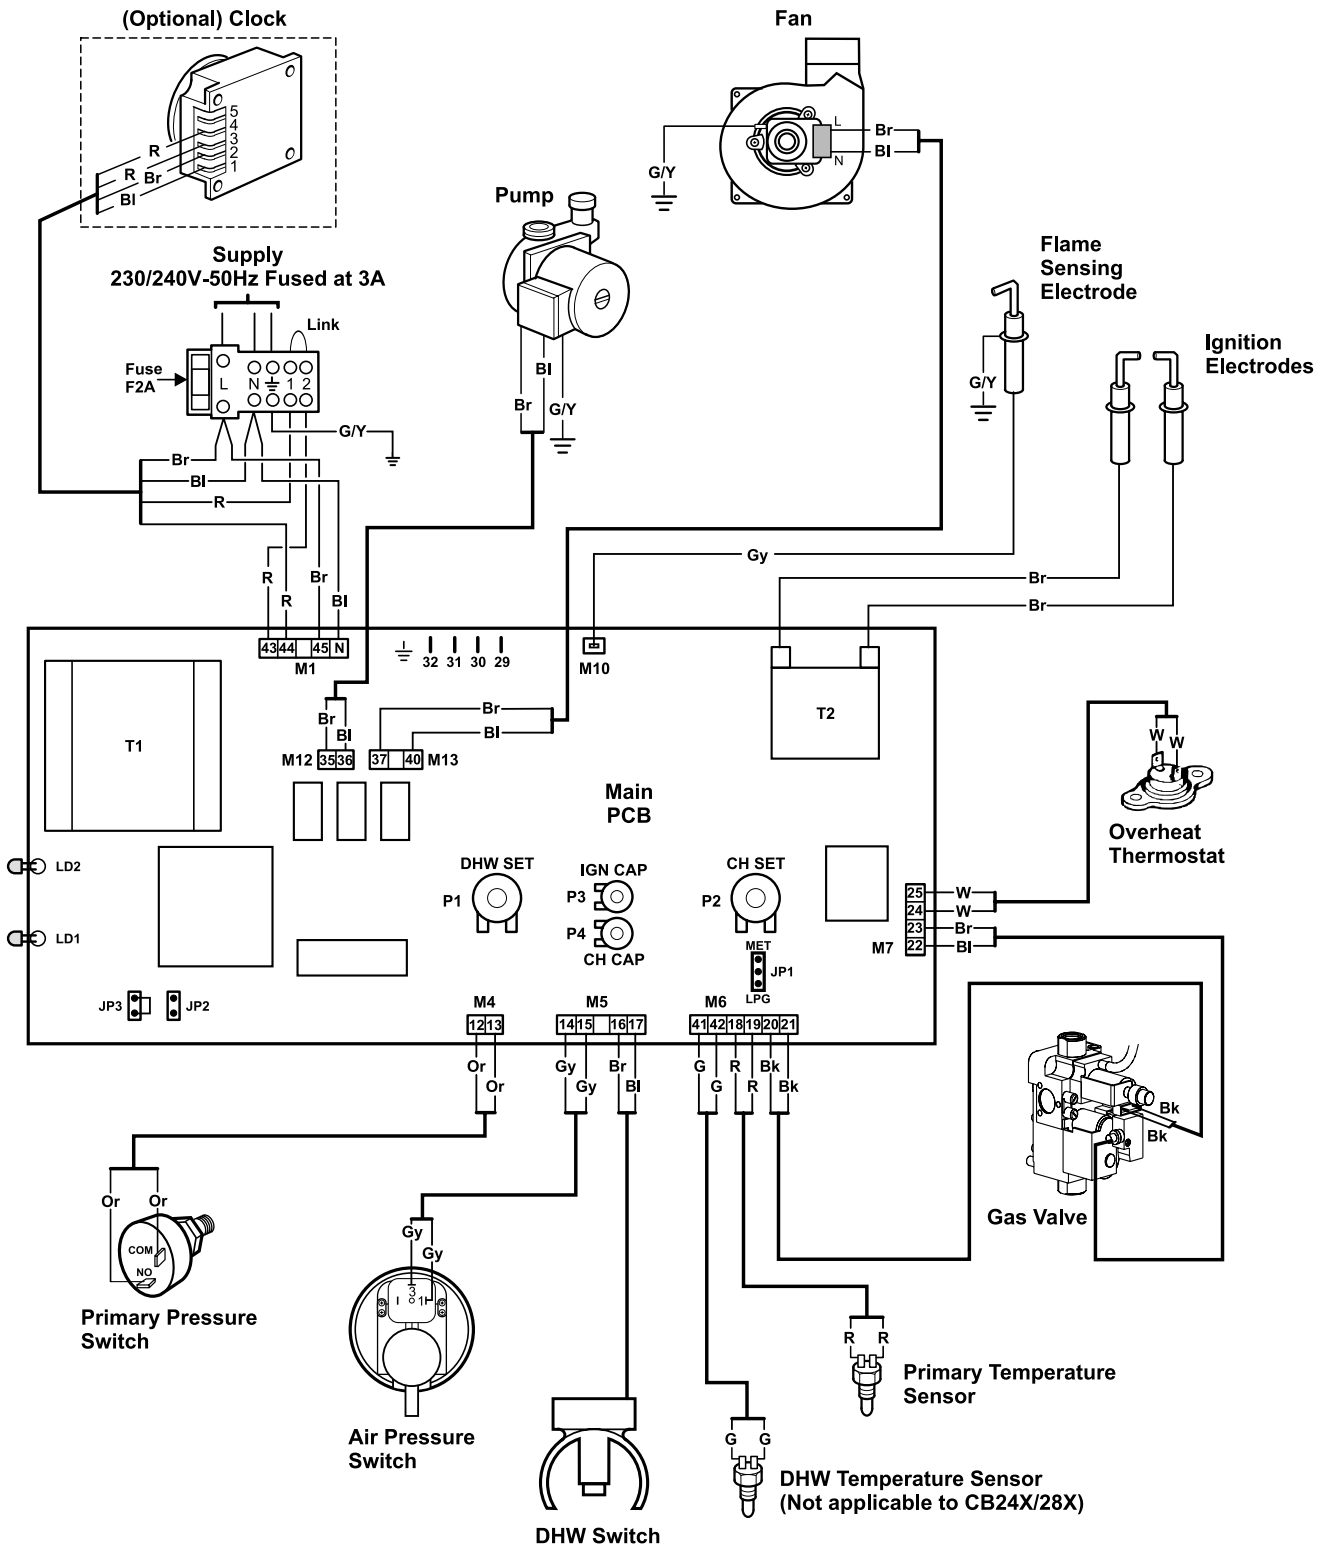 (Optional) Clock
Fan
5
4
3
2
1
R
R
Br
Bl
L
N
Br
Bl
G/Y
Pump
Supply
230/240V-50Hz Fused at 3A
Link
Fuse
F2A
L
N
1
2
G/Y
Br
Bl
R
Bl
Br
G/Y
Flame
Sensing
Electrode
G/Y
Ignition
Electrodes
Gy
Br
Br
R
R
Br
Bl
43 44 45 N
M1
32 31 30 29
M10
T1
T2
Br
Bl
Br
Bl
M12 35 36
37 40 M13
Main
PCB
W
W
Overheat
Thermostat
LD2
LD1
DHW SET
P1
IGN CAP
P3
P4
CH CAP
CH SET
P2
MET
JP1
LPG
25 W
24 W
23 Br
22 Bl
M7
JP3
JP2
M4
12 13
M5
14 15 16 17
M6
41 42 18 19 20 21
Or
Or
Gy
Gy
Br
Bl
G
G
R
R
Bk
Bk
Bk
Bk
Gas Valve
Or
Or
COM
NO
Primary Pressure
Switch
Gy
Gy
3
1
Air Pressure
Switch
DHW Switch
R
R
Primary Temperature
Sensor
G
G
DHW Temperature Sensor
(Not applicable to CB24X/28X)